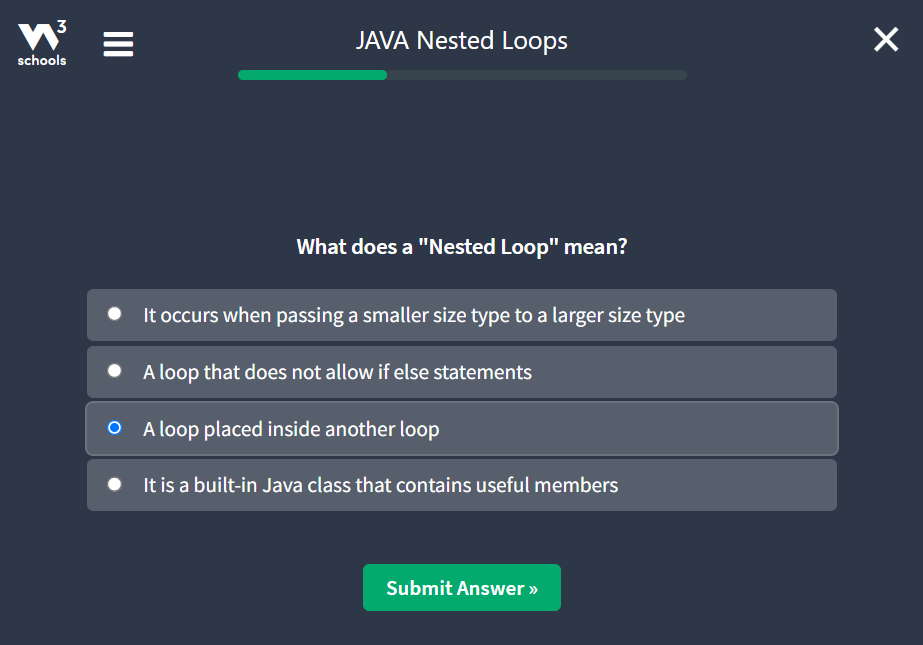 3
schools
JAVA Nested Loops
What does a "Nested Loop" mean?
It occurs when passing a smaller size type to a larger size type
A loop that does not allow if else statements
A loop placed inside another loop
It is a built-in Java class that contains useful members
Submit Answer »